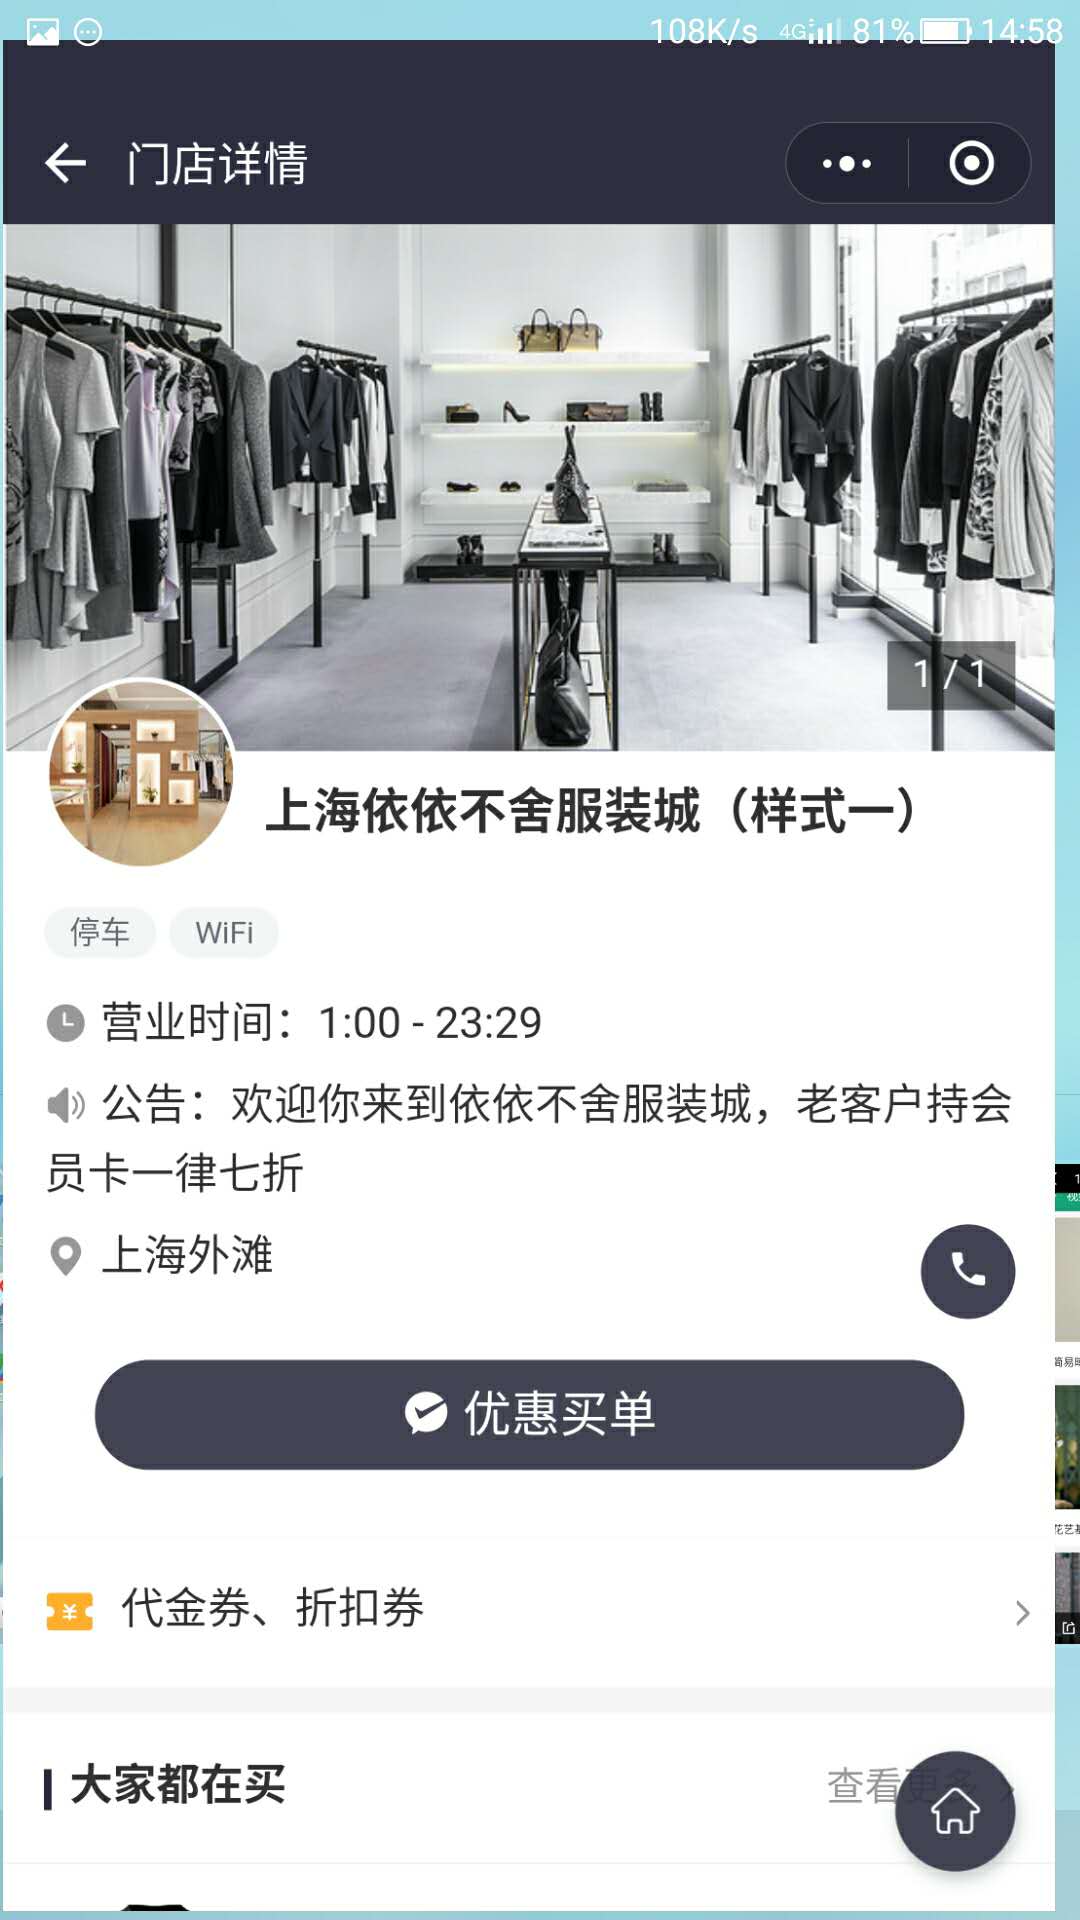 108K/s 4G 81% 14:58
门店详情
1 / 1
上海依依不舍服装城（样式一）
停车 WiFi
营业时间：1:00 - 23:29
公告：欢迎你来到依依不舍服装城，老客户持会
员卡一律七折
上海外滩
优惠买单
代金券、折扣券
大家都在买
查看更多